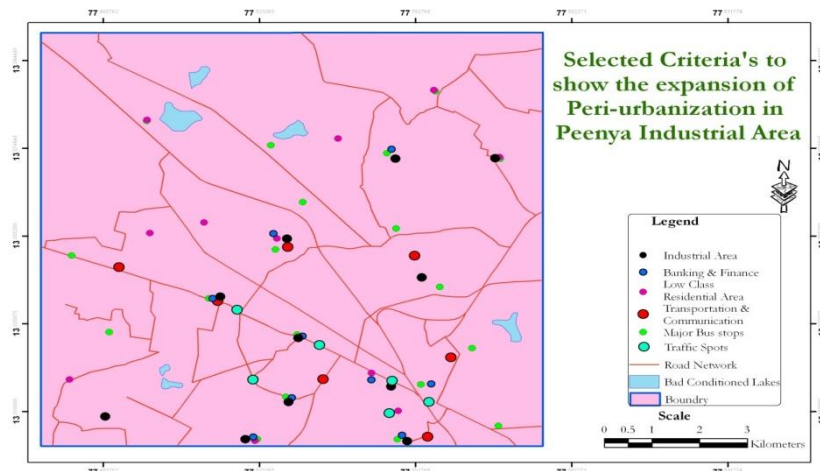 Selected Criteria's to
show the expansion of
Peri-urbanization in
Peenya Industrial Area
N
Legend
Industrial Area
Banking & Finance
Low Class
Residential Area
Transportation &
Communication
Major Bus stops
Traffic Spots
Road Network
Bad Conditioned Lakes
Boundry
Scale
0 0.5 1 2 3
Kilometers